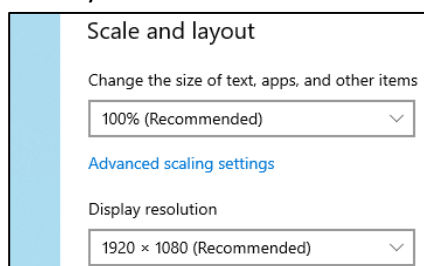 Scale and layout
Change the size of text, apps, and other items
100% (Recommended)
Advanced scaling settings
Display resolution
1920 × 1080 (Recommended)